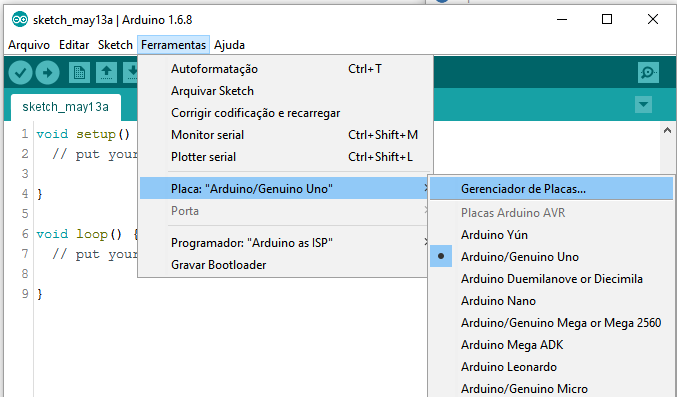 sketch_may13a | Arduino 1.6.8
Arquivo Editar Sketch Ferramentas Ajuda
sketch_may13a
1 void setup()
2 // put your
3
4 }
5
6 void loop() {
7 // put your
8
9 }
Autoformatação Ctrl+T
Arquivar Sketch
Corrigir codificação e recarregar
Monitor serial Ctrl+Shift+M
Plotter serial Ctrl+Shift+L
Placa: "Arduino/Genuino Uno"
Porta
Programador: "Arduino as ISP"
Gravar Bootloader
Gerenciador de Placas...
Placas Arduino AVR
Arduino Yún
Arduino/Genuino Uno
Arduino Duemilanove or Diecimila
Arduino Nano
Arduino/Genuino Mega or Mega 2560
Arduino Mega ADK
Arduino Leonardo
Arduino/Genuino Micro